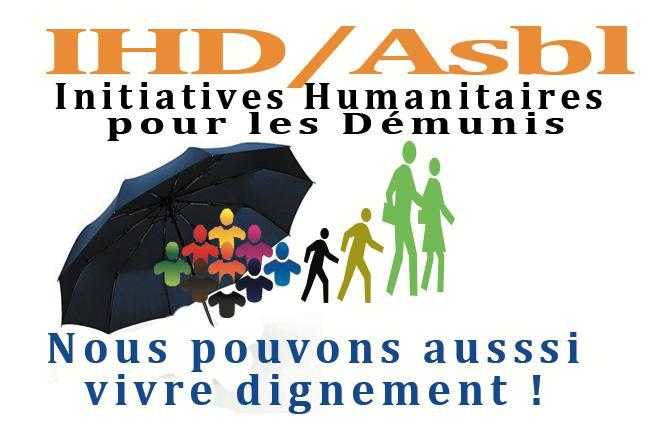 IHD/Asbl
Initiatives Humanitaires
pour les Démunis
Nous pouvons ausssi
vivre dignement !